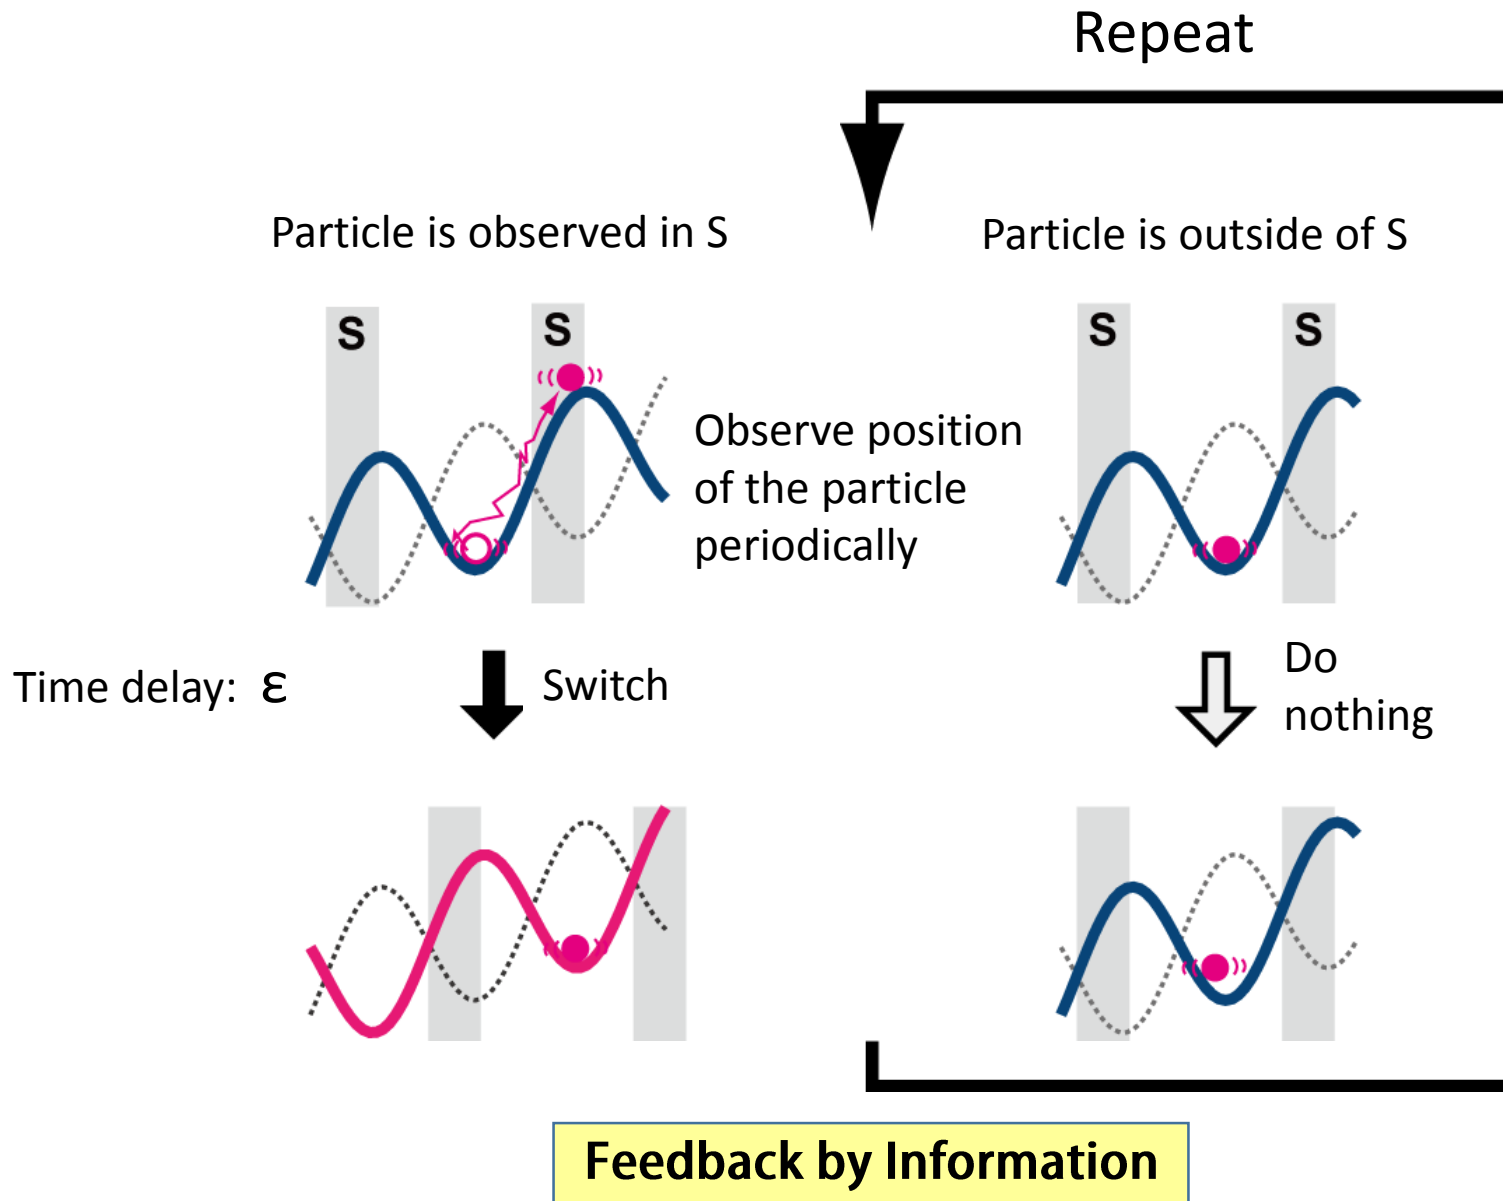 Repeat
Particle is observed in S
Particle is outside of S
S
S
S
S
Observe position
of the particle
periodically
Time delay: ε
Switch
Do
nothing
Feedback by Information